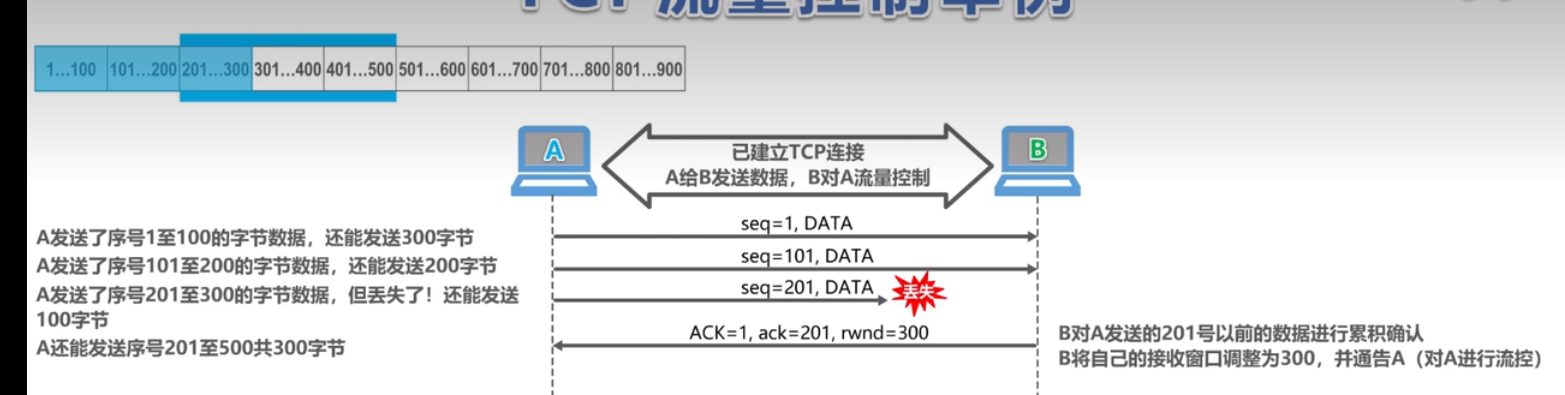 TCP 流量控制举例
1...100 101...200 201...300 301...400 401...500 501...600 601...700 701...800 801...900
A
已建立TCP连接
A给B发送数据，B对A流量控制
B
A发送了序号1至100的字节数据，还能发送300字节
seq=1, DATA
A发送了序号101至200的字节数据，还能发送200字节
seq=101, DATA
A发送了序号201至300的字节数据，但丢失了！还能发送
100字节
seq=201, DATA
丢失
ACK=1, ack=201, rwnd=300
A还能发送序号201至500共300字节
B对A发送的201号以前的数据进行累积确认
B将自己的接收窗口调整为300，并通告A（对A进行流控）